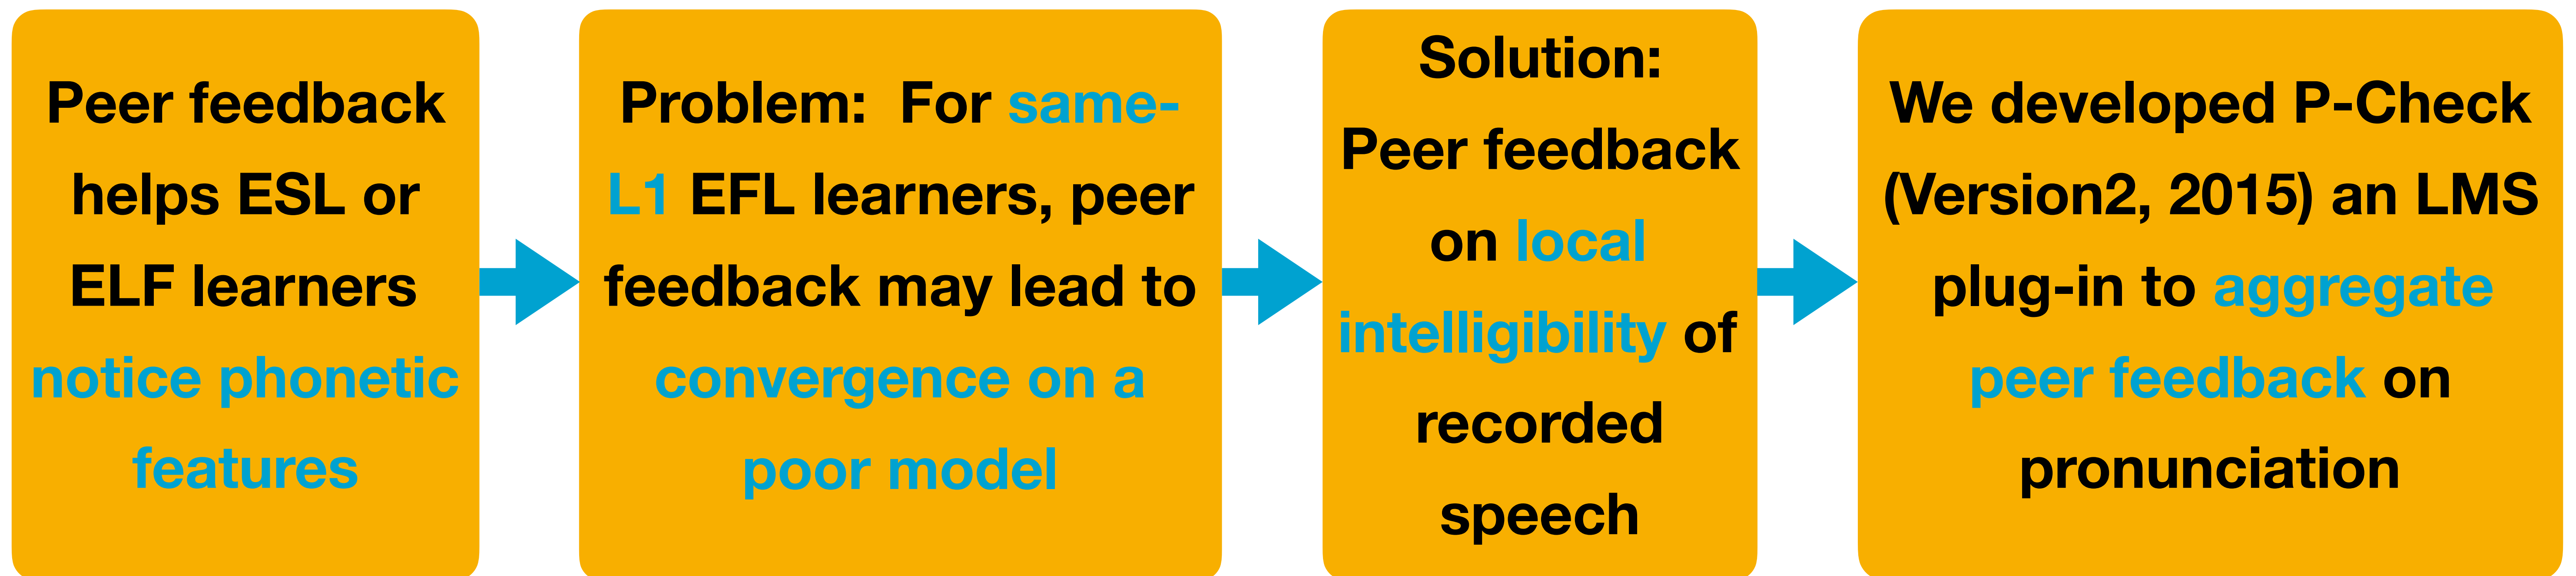 Peer feedback
helps ESL or
ELF learners
notice phonetic
features
Problem:  For same-
L1 EFL learners, peer
feedback may lead to
convergence on a
poor model
Solution:
Peer feedback
on local
intelligibility of
recorded
speech
We developed P-Check
(Version2, 2015) an LMS
plug-in to aggregate
peer feedback on
pronunciation